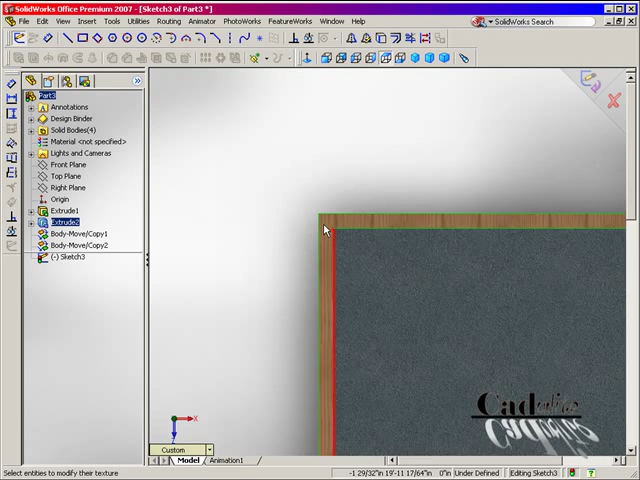 SolidWorks Office Premium 2007 - [Sketch3 of Part3 *]
File Edit View Insert Tools Utilities Routing Animator PhotoWorks FeatureWorks Window Help
SolidWorks Search
Part3
Annotations
Design Binder
Solid Bodies(4)
Material <not specified>
Lights and Cameras
Front Plane
Top Plane
Right Plane
Origin
Extrude1
Extrude2
Body-Move/Copy1
Body-Move/Copy2
(-) Sketch3
X
Z
Custom
Model Animation1
Select entities to modify their texture
-1 29/32"in 19'-11 17/64"in 0"in Under Defined Editing Sketch3